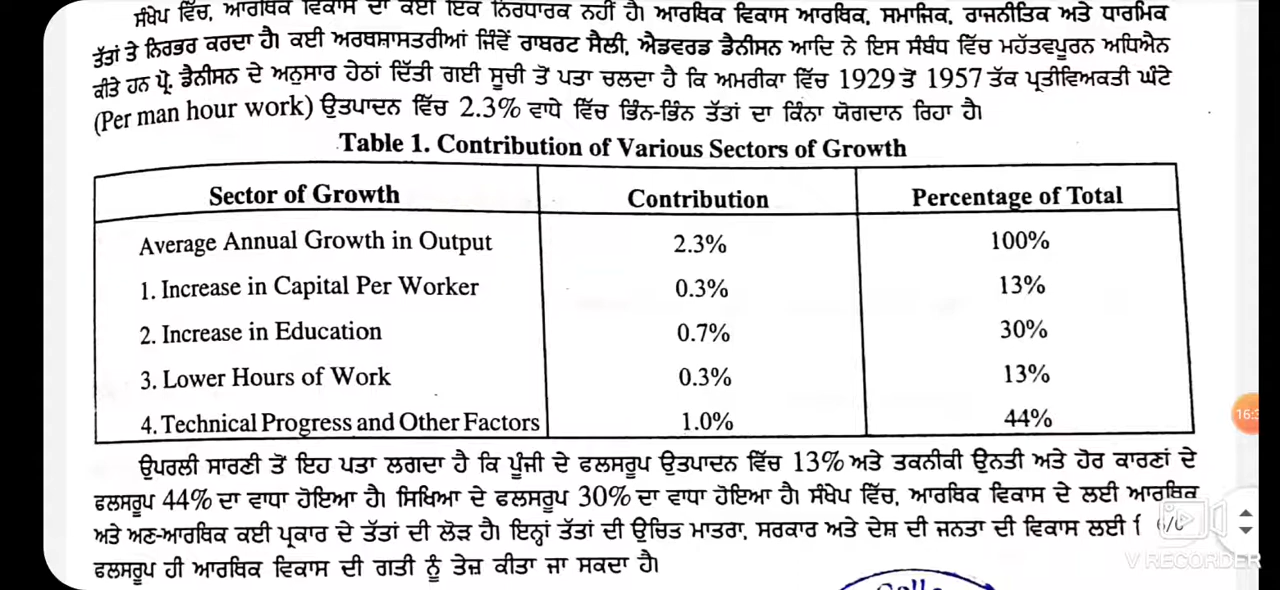 ਸੰਖੇਪ ਵਿੱਚ, ਆਰਥਿਕ ਵਿਕਾਸ ਦਾ ਕੋਈ ਇਕ ਨਿਰਧਾਰਕ ਨਹੀਂ ਹੈ। ਆਰਥਿਕ ਵਿਕਾਸ ਆਰਥਿਕ, ਸਮਾਜਿਕ, ਰਾਜਨੀਤਿਕ ਅਤੇ ਧਾਰਮਿਕ
ਤੱਤਾਂ ਤੇ ਨਿਰਭਰ ਕਰਦਾ ਹੈ। ਕਈ ਅਰਥਸ਼ਾਸਤਰੀਆਂ ਜਿੰਵੇਂ ਰਾਬਰਟ ਸੈਲੀ, ਐਡਵਰਡ ਡੈਨੀਸਨ ਆਦਿ ਨੇ ਇਸ ਸੰਬੰਧ ਵਿੱਚ ਮਹੱਤਵਪੂਰਨ ਅਧਿਐਨ
ਕੀਤੇ ਹਨ ਪ੍ਰੋ. ਡੈਨੀਸਨ ਦੇ ਅਨੁਸਾਰ ਹੇਠਾਂ ਦਿੱਤੀ ਗਈ ਸੂਚੀ ਤੋਂ ਪਤਾ ਚਲਦਾ ਹੈ ਕਿ ਅਮਰੀਕਾ ਵਿੱਚ 1929 ਤੋਂ 1957 ਤੱਕ ਪ੍ਰਤੀਵਿਅਕਤੀ ਘੰਟੇ
(Per man hour work) ਉਤਪਾਦਨ ਵਿੱਚ 2.3% ਵਾਧੇ ਵਿੱਚ ਭਿੰਨ-ਭਿੰਨ ਤੱਤਾਂ ਦਾ ਕਿੰਨਾ ਯੋਗਦਾਨ ਰਿਹਾ ਹੈ।
Table 1. Contribution of Various Sectors of Growth
Sector of Growth Contribution Percentage of Total
Average Annual Growth in Output 2.3% 100%
1. Increase in Capital Per Worker 0.3% 13%
2. Increase in Education 0.7% 30%
3. Lower Hours of Work 0.3% 13%
4. Technical Progress and Other Factors 1.0% 44%
ਉਪਰਲੀ ਸਾਰਣੀ ਤੋਂ ਇਹ ਪਤਾ ਲਗਦਾ ਹੈ ਕਿ ਪੂੰਜੀ ਦੇ ਫਲਸਰੂਪ ਉਤਪਾਦਨ ਵਿੱਚ 13% ਅਤੇ ਤਕਨੀਕੀ ਉਨਤੀ ਅਤੇ ਹੋਰ ਕਾਰਣਾਂ ਦੇ
ਫਲਸਰੂਪ 44% ਦਾ ਵਾਧਾ ਹੋਇਆ ਹੈ। ਸਿਖਿਆ ਦੇ ਫਲਸਰੂਪ 30% ਦਾ ਵਾਧਾ ਹੋਇਆ ਹੈ। ਸੰਖੇਪ ਵਿੱਚ, ਆਰਥਿਕ ਵਿਕਾਸ ਦੇ ਲਈ ਆਰਥਿਕ
ਅਤੇ ਅਣ-ਆਰਥਿਕ ਕਈ ਪ੍ਰਕਾਰ ਦੇ ਤੱਤਾਂ ਦੀ ਲੋੜ ਹੈ। ਇਨ੍ਹਾਂ ਤੱਤਾਂ ਦੀ ਉਚਿਤ ਮਾਤਰਾ, ਸਰਕਾਰ ਅਤੇ ਦੇਸ਼ ਦੀ ਜਨਤਾ ਦੀ ਵਿਕਾਸ ਲਈ 6/6
ਫਲਸਰੂਪ ਹੀ ਆਰਥਿਕ ਵਿਕਾਸ ਦੀ ਗਤੀ ਨੂੰ ਤੇਜ਼ ਕੀਤਾ ਜਾ ਸਕਦਾ ਹੈ।
V RECORDER